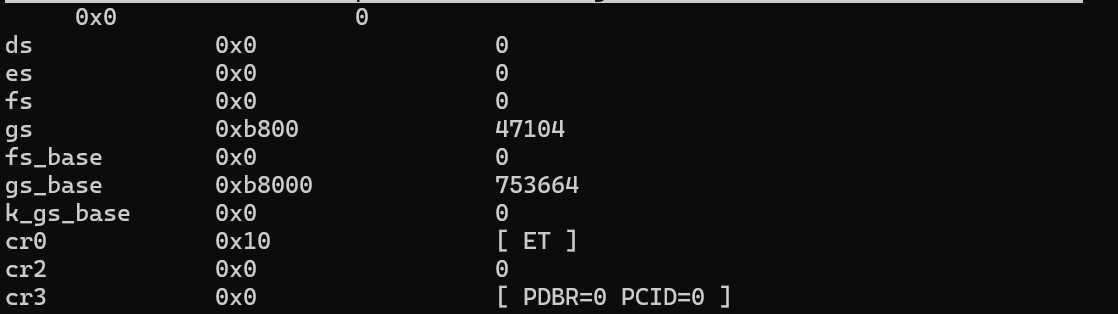 0x0 0
ds 0x0 0
es 0x0 0
fs 0x0 0
gs 0xb800 47104
fs_base 0x0 0
gs_base 0xb8000 753664
k_gs_base 0x0 0
cr0 0x10 [ ET ]
cr2 0x0 0
cr3 0x0 [ PDBR=0 PCID=0 ]